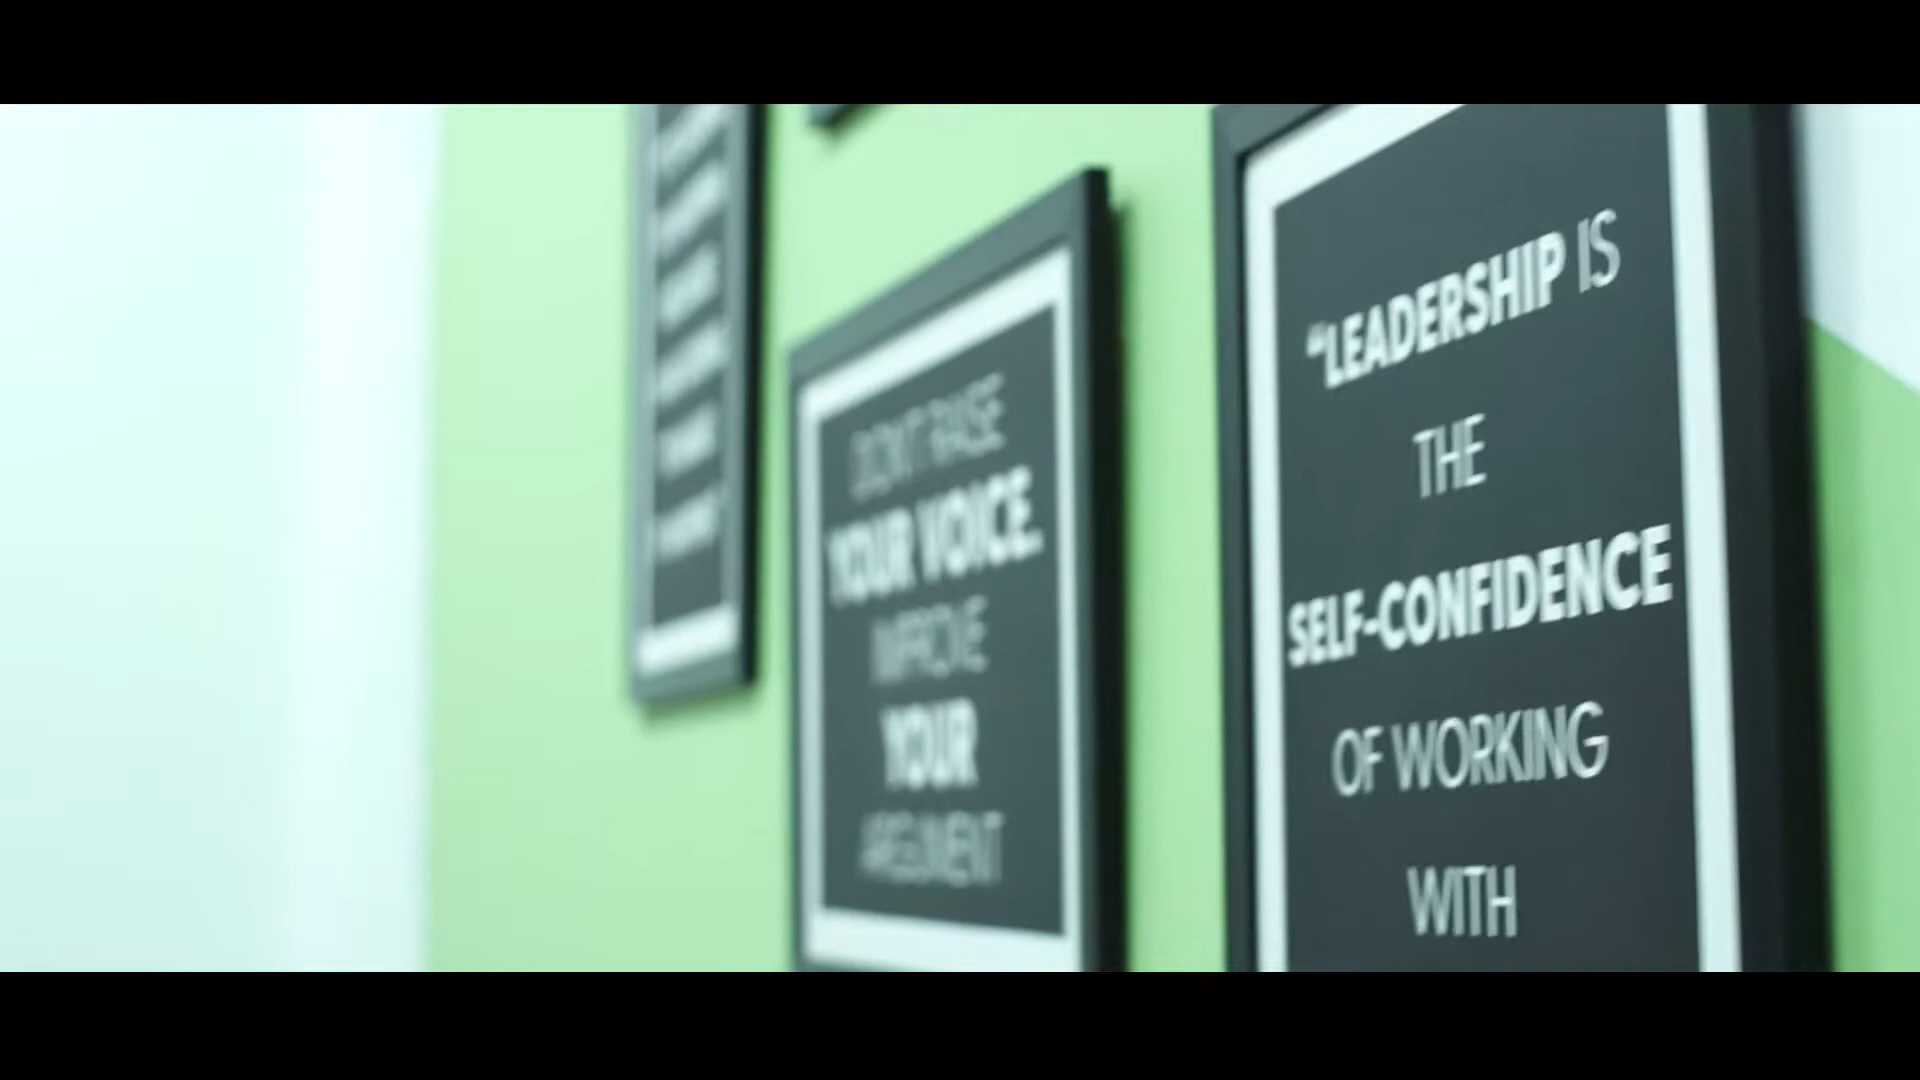 DON'T RAISE
YOUR VOICE.
IMPROVE
YOUR
ARGUMENT
"LEADERSHIP IS
THE
SELF-CONFIDENCE
OF WORKING
WITH